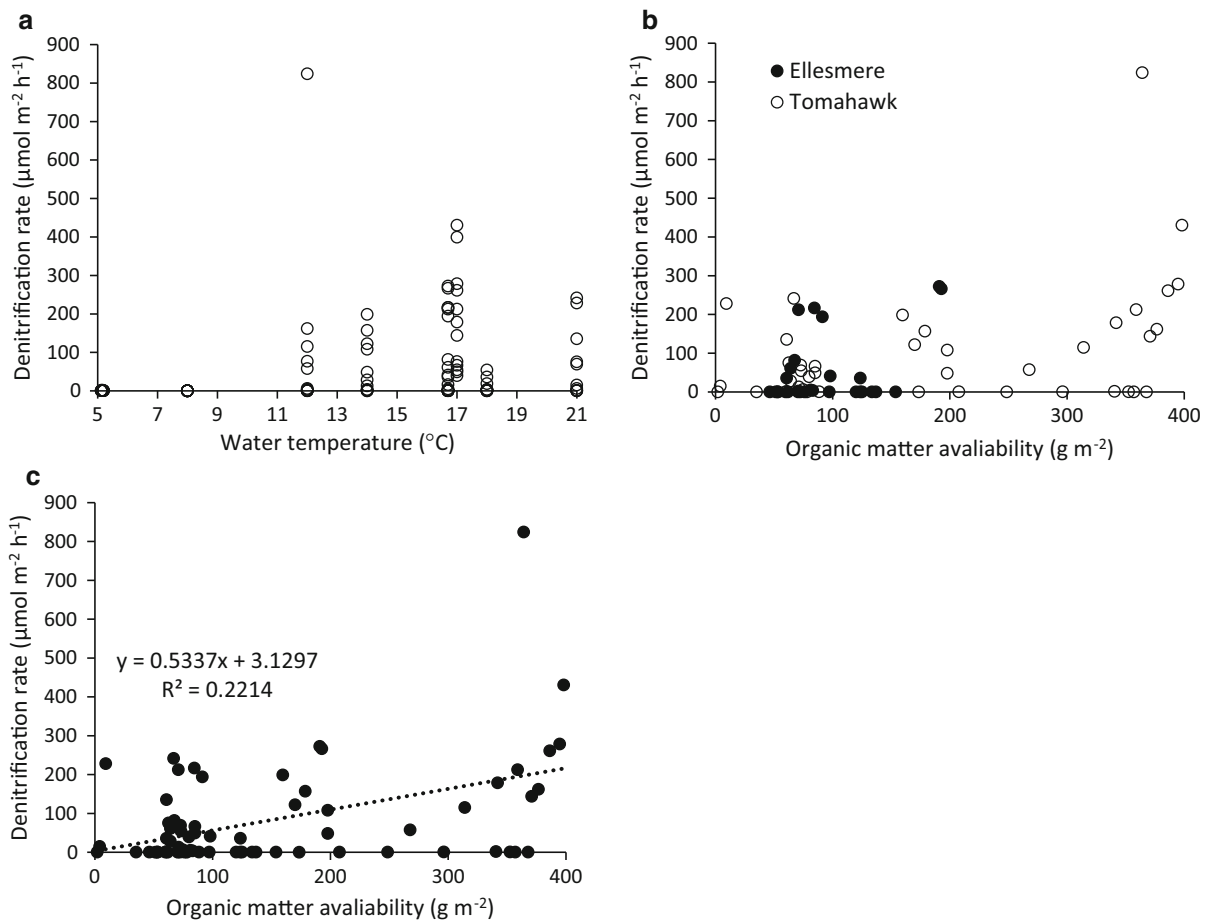 a
900
800
700
600
500
400
300
200
100
0
Denitrification rate (µmol m⁻² h⁻¹)
5 7 9 11 13 15 17 19 21
Water temperature (°C)
b
900
800
700
600
500
400
300
200
100
0
Denitrification rate (µmol m⁻² h⁻¹)
Ellesmere
Tomahawk
0 100 200 300 400
Organic matter avaliability (g m⁻²)
c
900
800
700
600
500
400
300
200
100
0
Denitrification rate (µmol m⁻² h⁻¹)
y = 0.5337x + 3.1297
R² = 0.2214
0 100 200 300 400
Organic matter avaliability (g m⁻²)